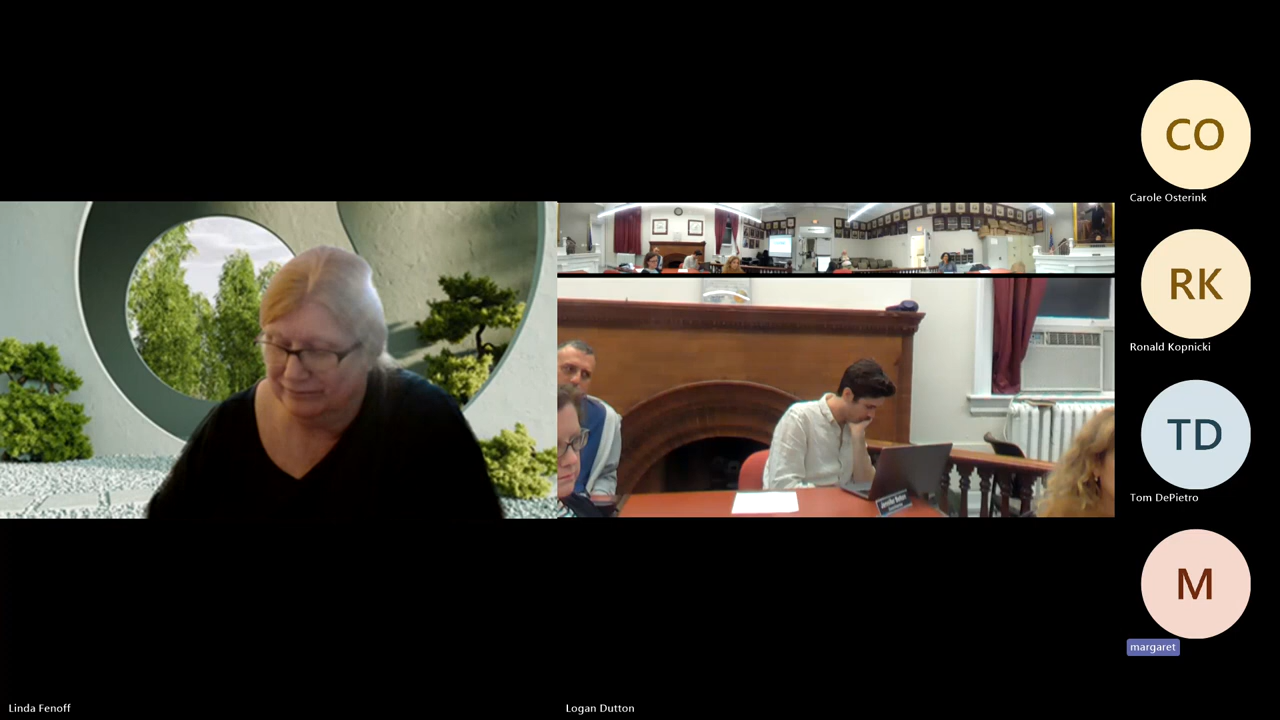 CO
Carole Osterink
RK
Ronald Kopnicki
TD
Tom DePietro
M
margaret
Linda Fenoff
Logan Dutton